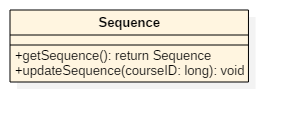 Sequence
+getSequence(): return Sequence
+updateSequence(courseID: long): void